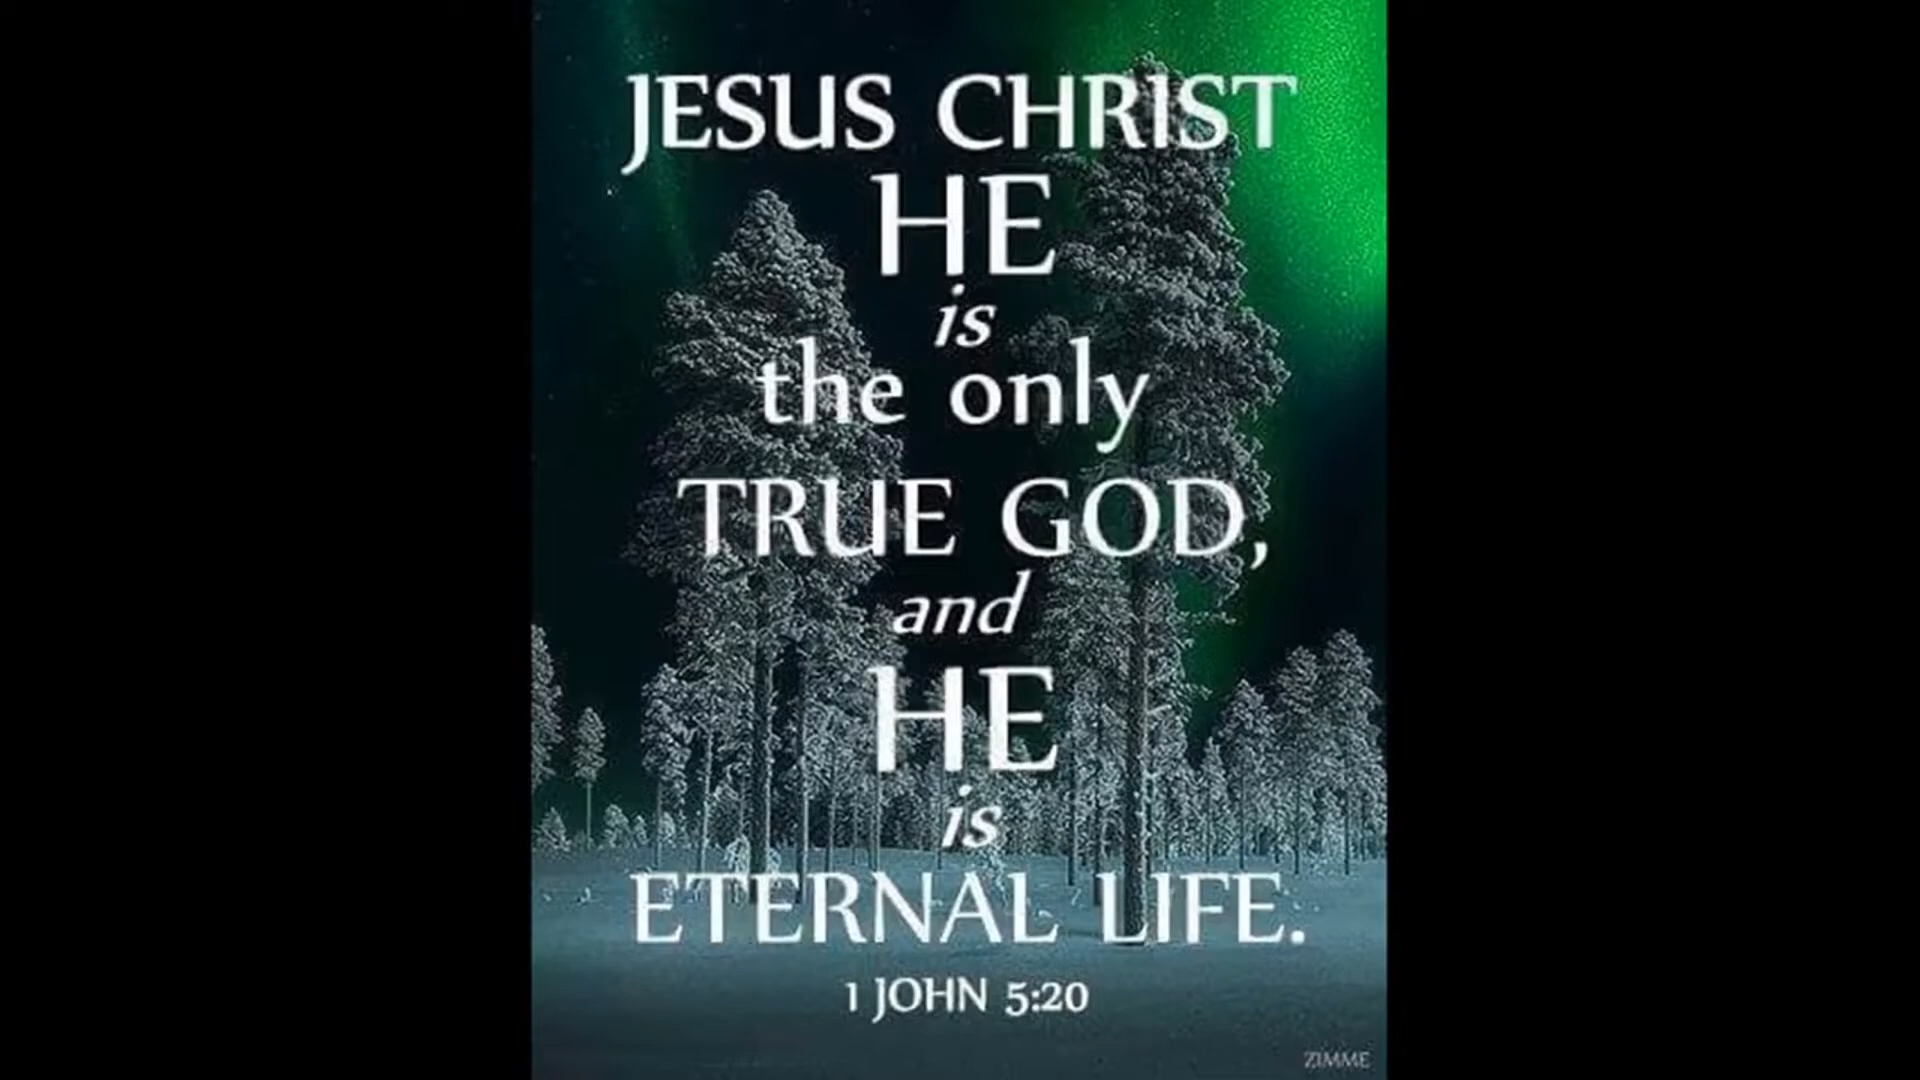 JESUS CHRIST
HE
is
the only
TRUE GOD,
and
HE
is
ETERNAL LIFE.
1 JOHN 5:20
ZIMME